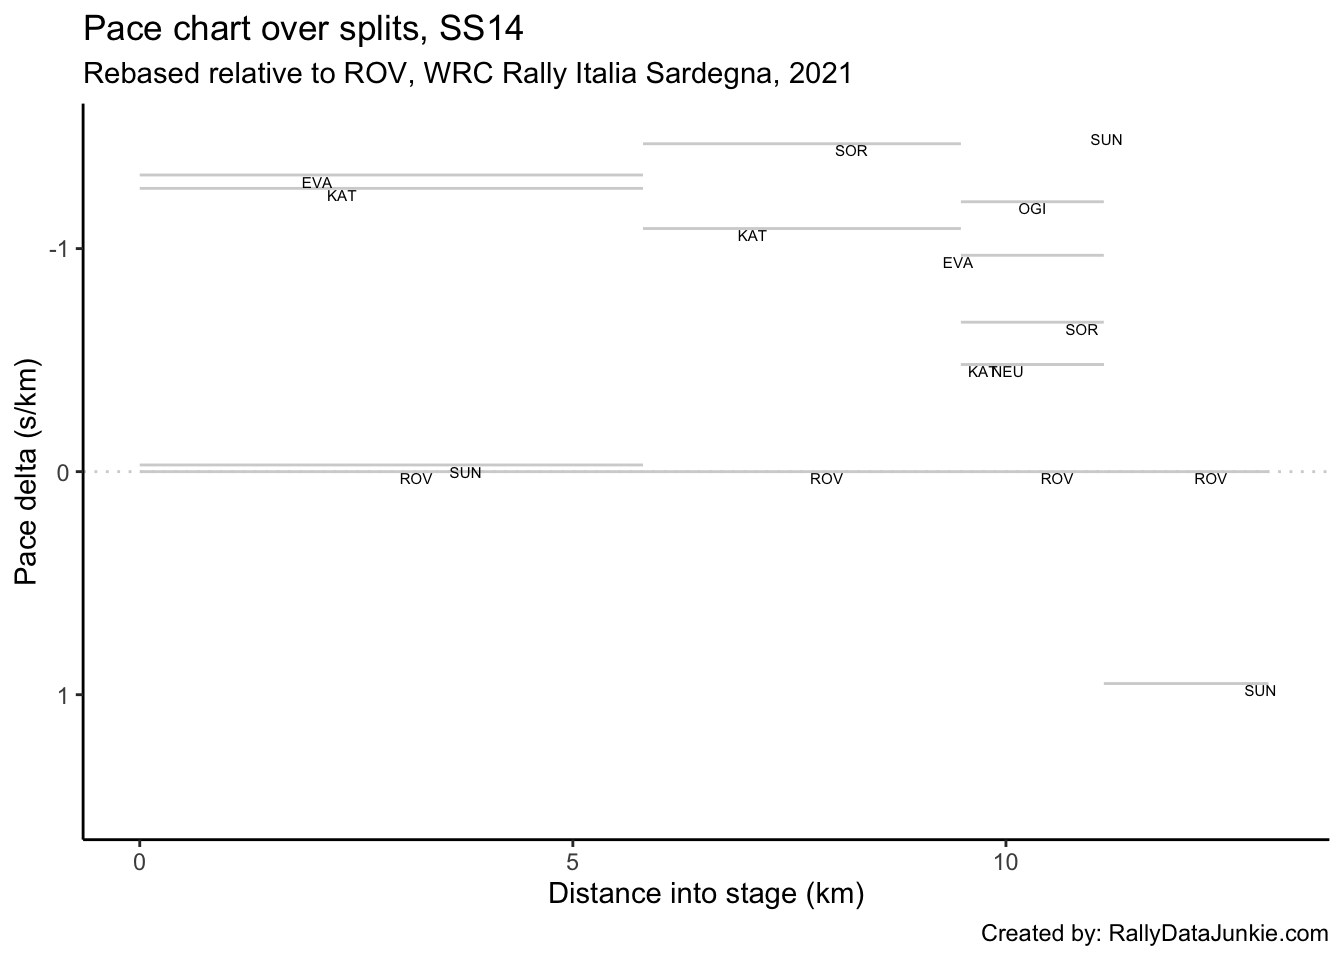 Pace chart over splits, SS14
Rebased relative to ROV, WRC Rally Italia Sardegna, 2021
SUN
SOR
EVA
KAT
OGI
KAT
-1
EVA
SOR
KAT
NEU
Pace delta (s/km)
0
SUN
ROV
ROV
ROV
ROV
1
SUN
0
5
10
Distance into stage (km)
Created by: RallyDataJunkie.com